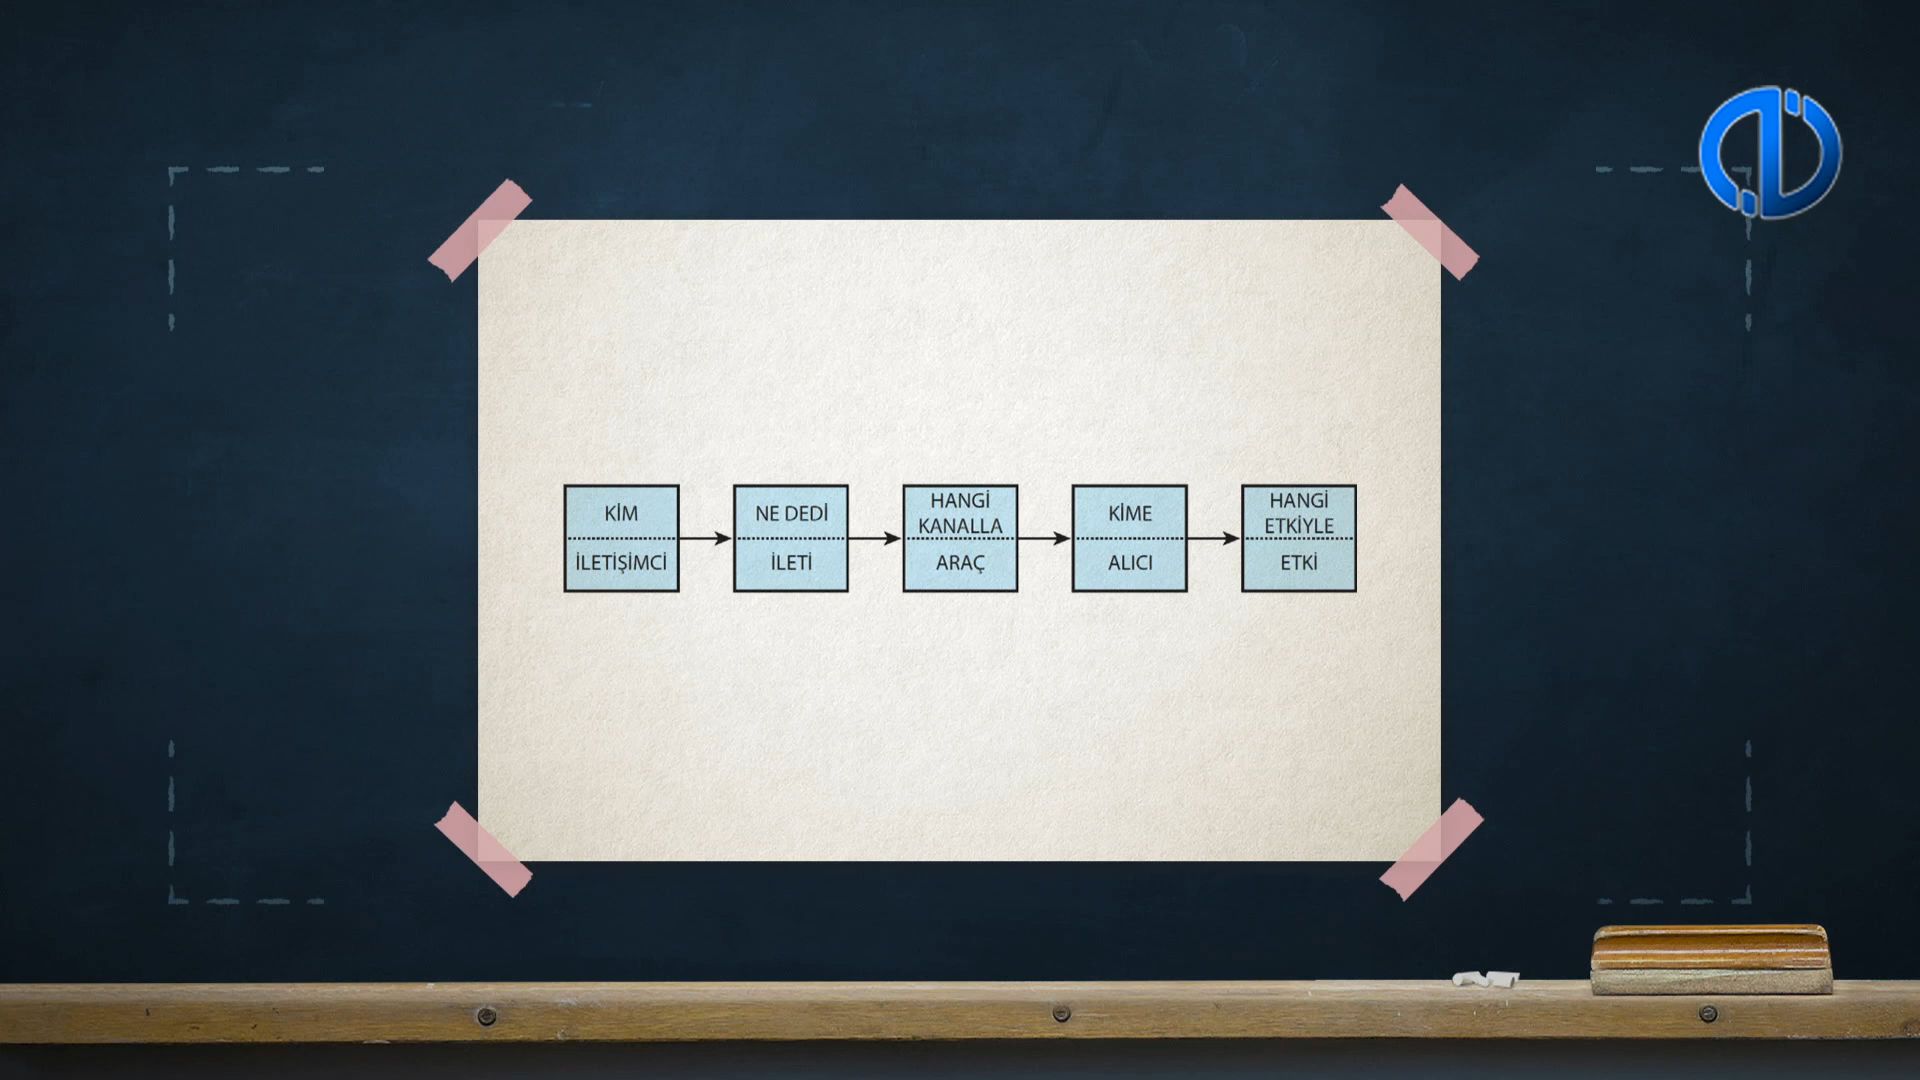 KİM
İLETİŞİMCİ
NE DEDİ
İLETİ
HANGİ
KANALLA
ARAÇ
KİME
ALICI
HANGİ
ETKİYLE
ETKİ